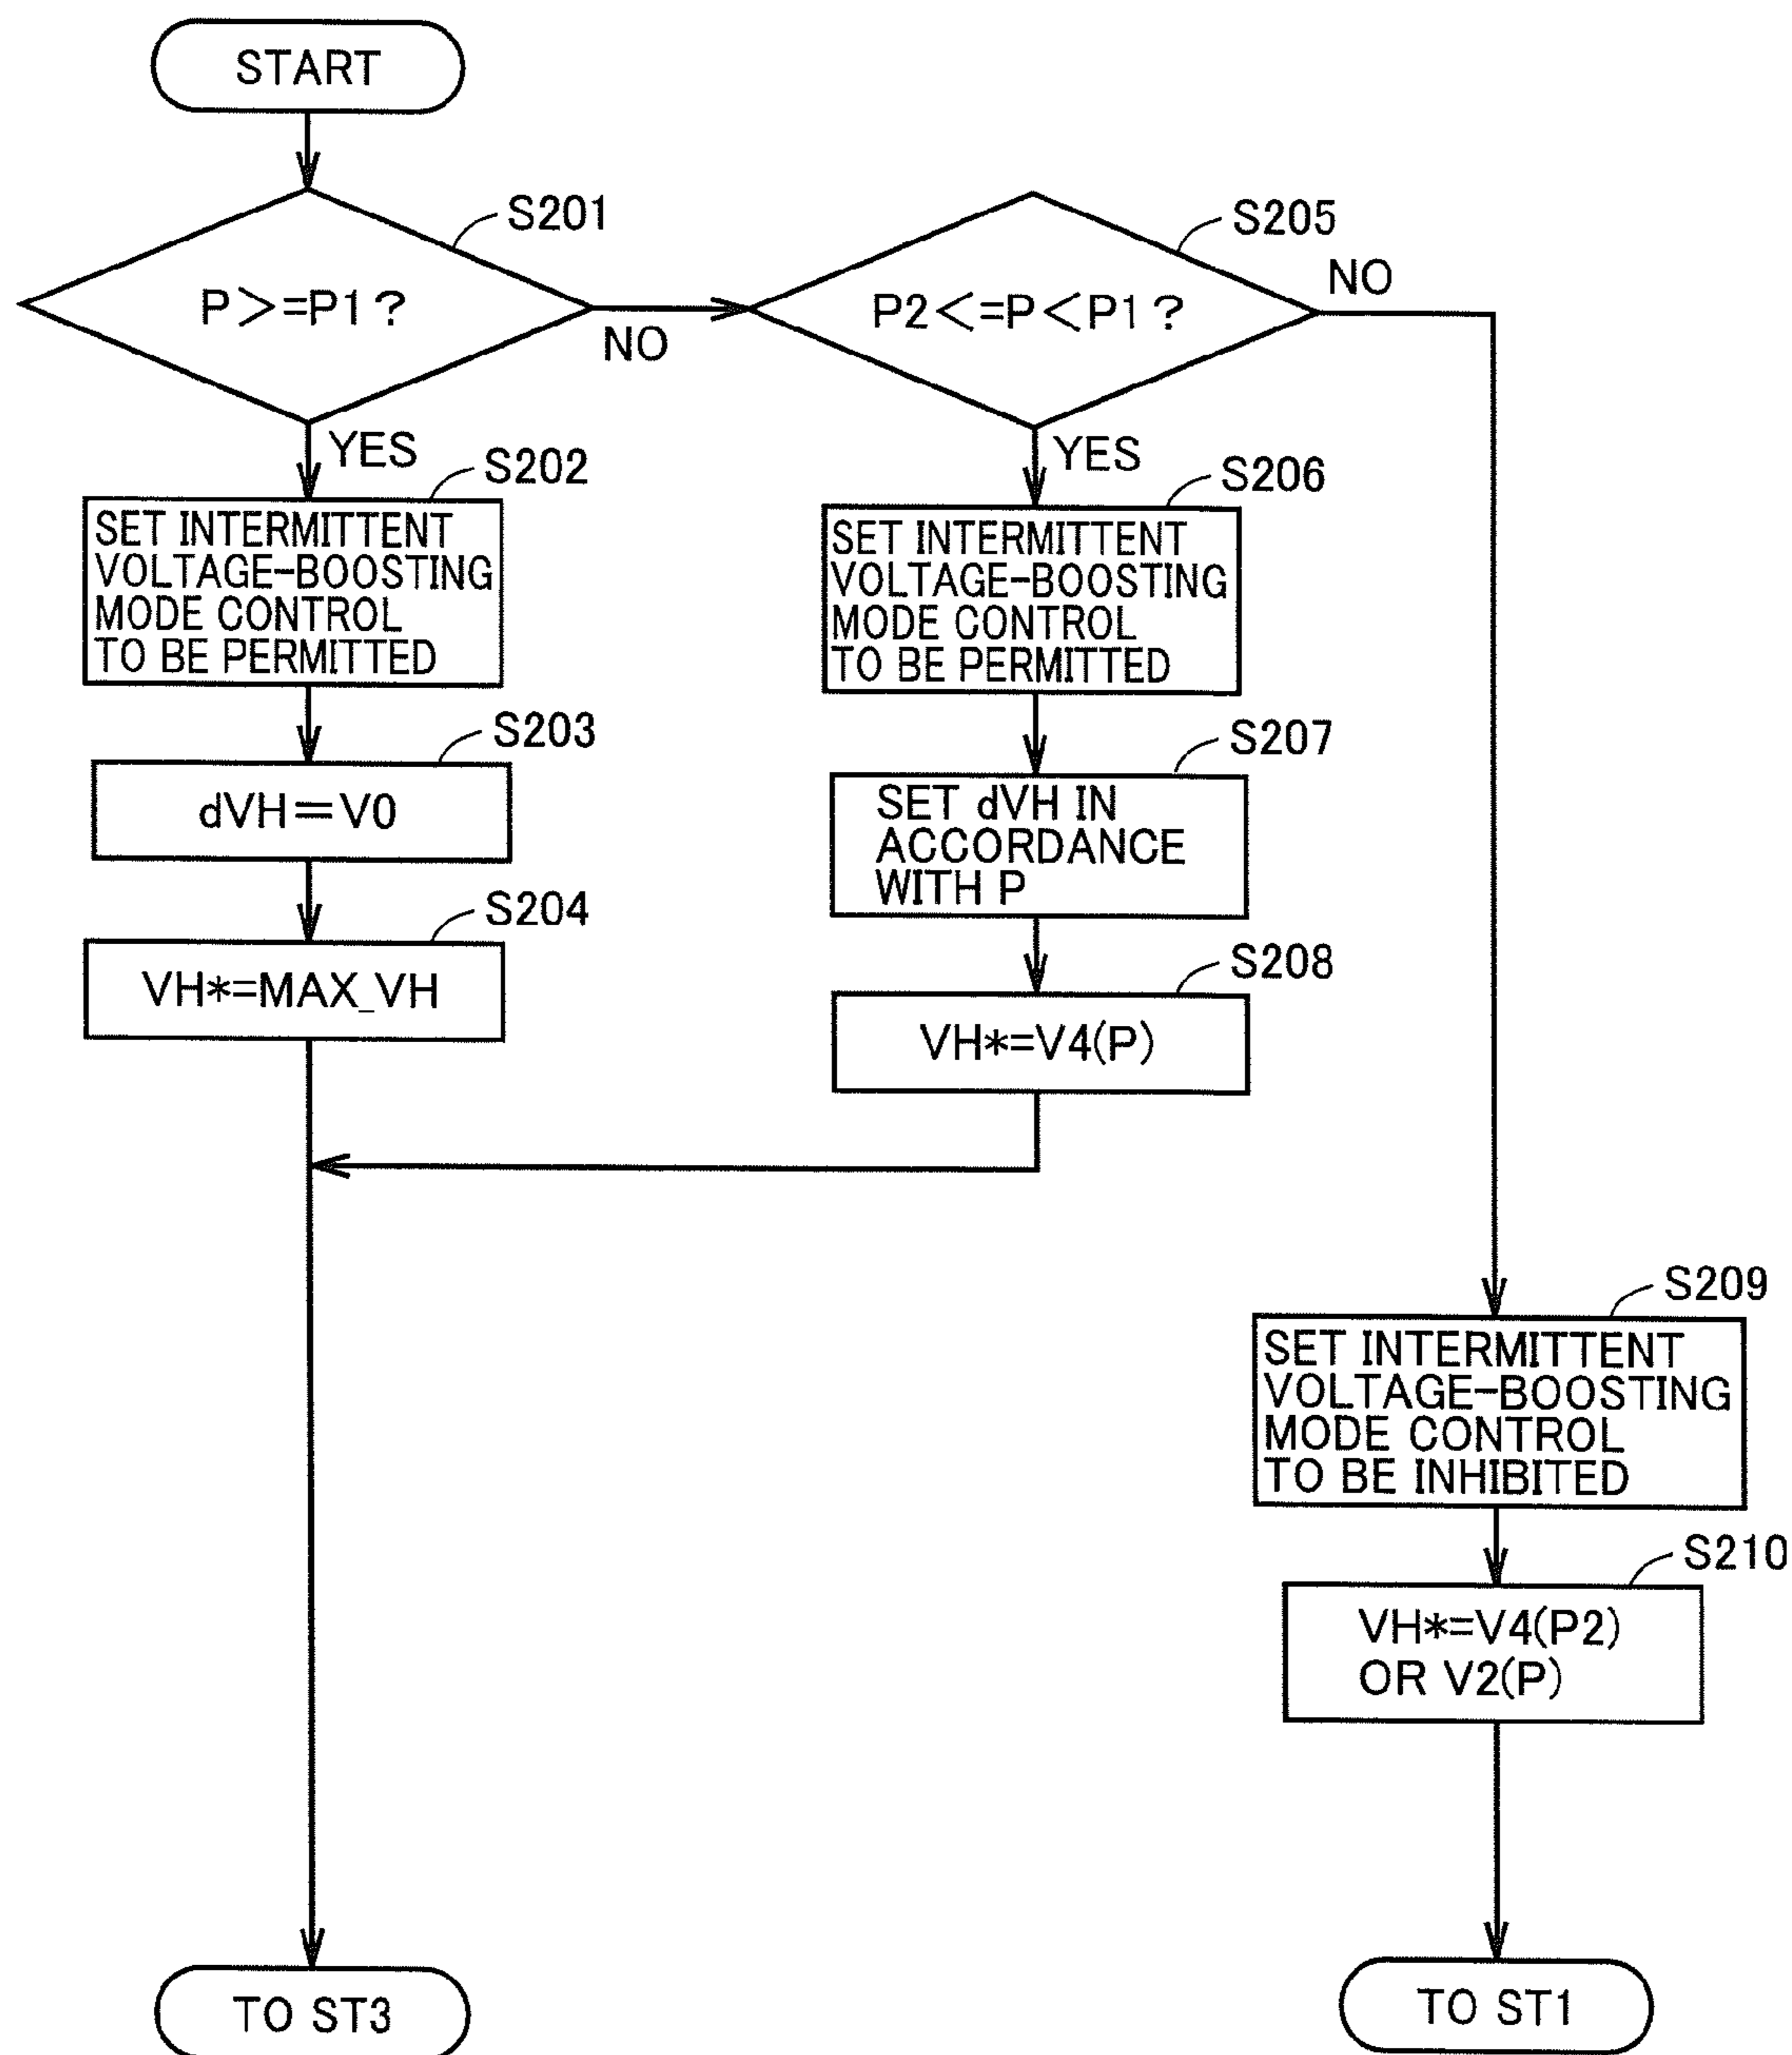 START
S201
P>=P1?
NO
YES
S202
SET INTERMITTENT
VOLTAGE-BOOSTING
MODE CONTROL
TO BE PERMITTED
S203
dVH=V0
S204
VH*=MAX_VH
S205
P2<=P<P1?
NO
YES
S206
SET INTERMITTENT
VOLTAGE-BOOSTING
MODE CONTROL
TO BE PERMITTED
S207
SET dVH IN
ACCORDANCE
WITH P
S208
VH*=V4(P)
S209
SET INTERMITTENT
VOLTAGE-BOOSTING
MODE CONTROL
TO BE INHIBITED
S210
VH*=V4(P2)
OR V2(P)
TO ST3
TO ST1